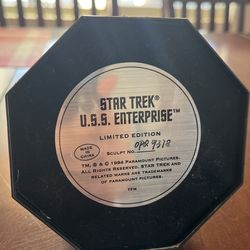 STAR TREK®
U.S.S. ENTERPRISE™
LIMITED EDITION
SCULPT NO.
MADE IN CHINA
™ & © 1994 PARAMOUNT PICTURES.
ALL RIGHTS RESERVED. STAR TREK AND
RELATED MARKS ARE TRADEMARKS
OF PARAMOUNT PICTURES.